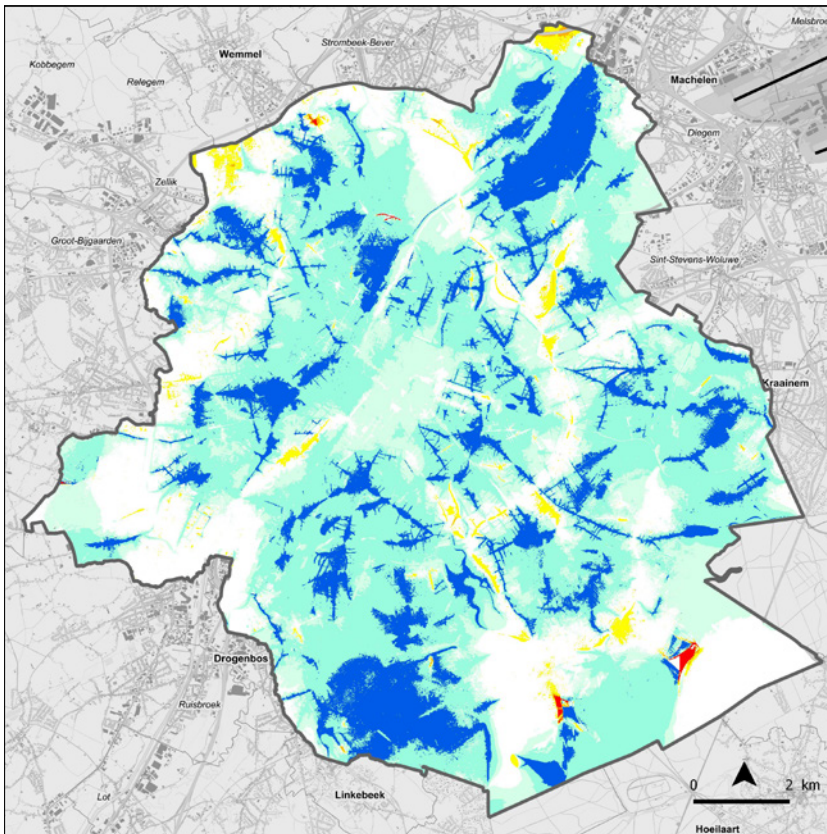 Melsbroe
Strombeek-Bever
Wemmel
Kobbegem
Relegem
Machelen
Diegem
Zellik
Groot-Bijgaarden
Sint-Stevens-Woluwe
Kraainem
Drogenbos
Ruisbroek
Linkebeek
Lot
0 2 km
Hoeilaart